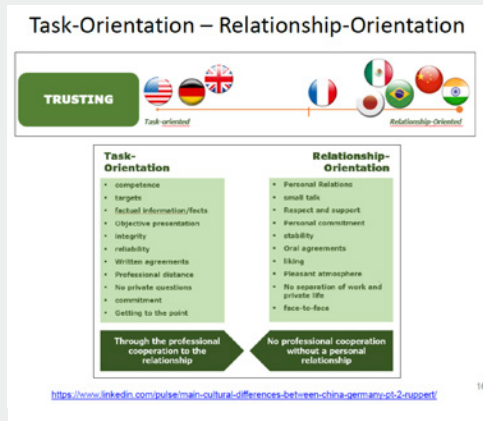 Task-Orientation – Relationship-Orientation
TRUSTING
Task-oriented
Relationship-Oriented
Task-
Orientation
• competence
• targets
• factuel information/facts
• Objective presentation
• integrity
• reliability
• Written agreements
• Professional distance
• No private questions
• commitment
• Getting to the point
Through the professional
cooperation to the
relationship
Relationship-
Orientation
• Personal Relations
• small talk
• Respect and support
• Personal commitment
• stability
• Oral agreements
• liking
• Pleasant atmosphere
• No separation of work and
private life
• face-to-face
No professional cooperation
without a personal
relationship
https://www.linkedin.com/pulse/main-cultural-differences-between-china-germany-pt-2-ruppert/